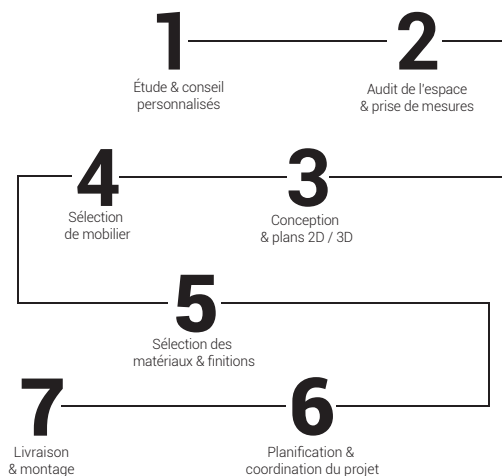 1
Étude & conseil
personnalisés
2
Audit de l'espace
& prise de mesures
3
Conception
& plans 2D / 3D
4
Sélection
de mobilier
5
Sélection des
matériaux & finitions
6
Planification &
coordination du projet
7
Livraison
& montage